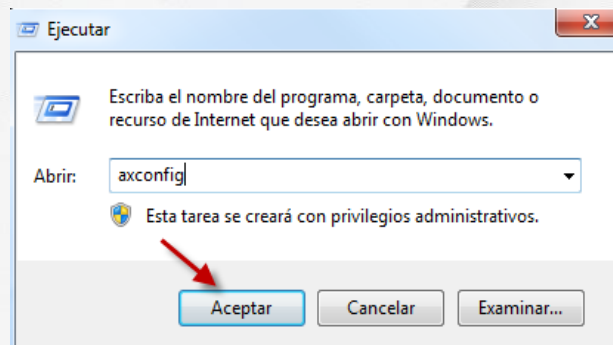 Ejecutar
Escriba el nombre del programa, carpeta, documento o
recurso de Internet que desea abrir con Windows.
Abrir: axconfig
Esta tarea se creará con privilegios administrativos.
Aceptar Cancelar Examinar...